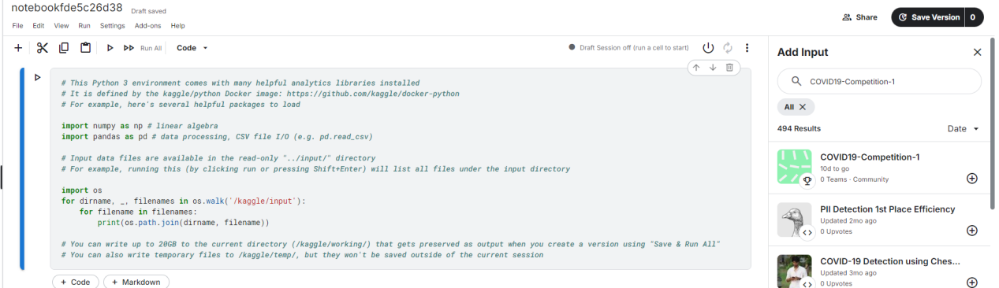 notebookfde5c26d38 Draft saved
File Edit View Run Settings Add-ons Help
Share
Save Version 0
Run All Code
Draft Session off (run a cell to start)
# This Python 3 environment comes with many helpful analytics libraries installed
# It is defined by the kaggle/python Docker image: https://github.com/kaggle/docker-python
# For example, here's several helpful packages to load
import numpy as np # linear algebra
import pandas as pd # data processing, CSV file I/O (e.g. pd.read_csv)
# Input data files are available in the read-only "../input/" directory
# For example, running this (by clicking run or pressing Shift+Enter) will list all files under the input directory
import os
for dirname, _, filenames in os.walk('/kaggle/input'):
    for filename in filenames:
        print(os.path.join(dirname, filename))
# You can write up to 20GB to the current directory (/kaggle/working/) that gets preserved as output when you create a version using "Save & Run All"
# You can also write temporary files to /kaggle/temp/, but they won't be saved outside of the current session
+ Code + Markdown
Add Input
COVID19-Competition-1
All
494 Results Date
COVID19-Competition-1
10d to go
0 Teams · Community
PII Detection 1st Place Efficiency
Updated 2mo ago
0 Upvotes
COVID-19 Detection using Ches...
Updated 3mo ago
0 Upvotes